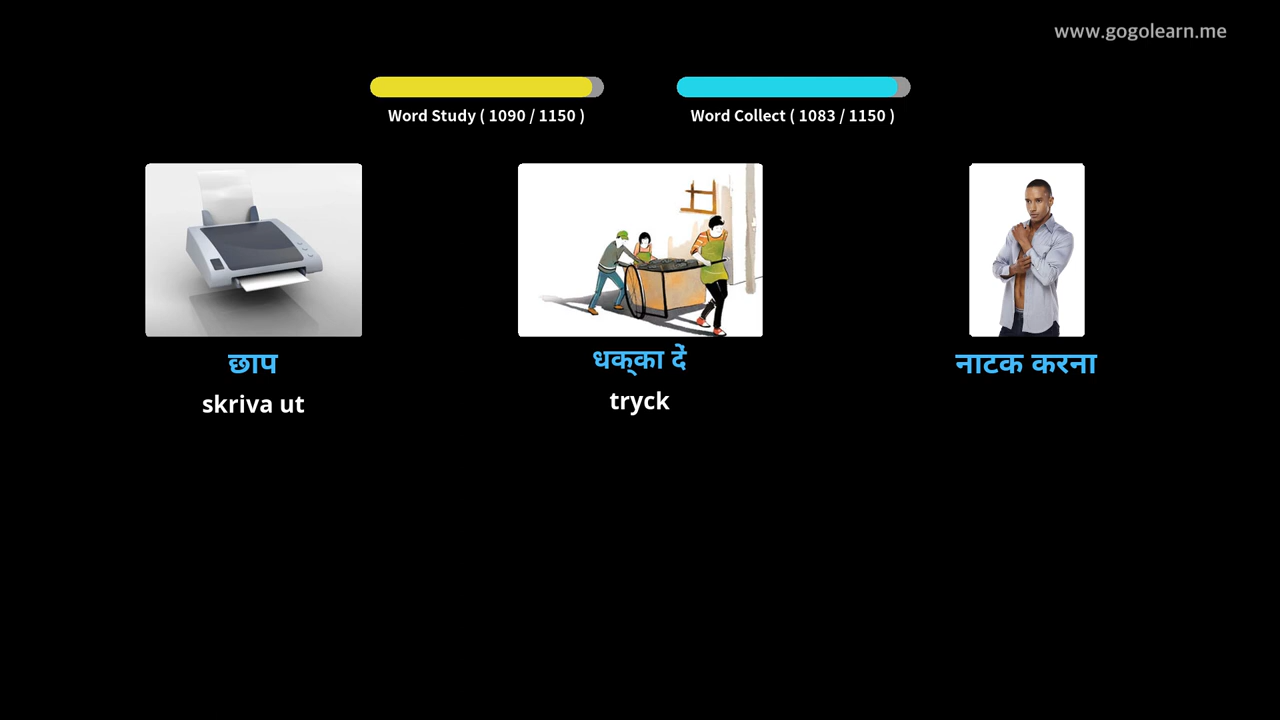 www.gogolearn.me
Word Study ( 1090 / 1150 )
Word Collect ( 1083 / 1150 )
छाप
धक्का दें
नाटक करना
skriva ut
tryck